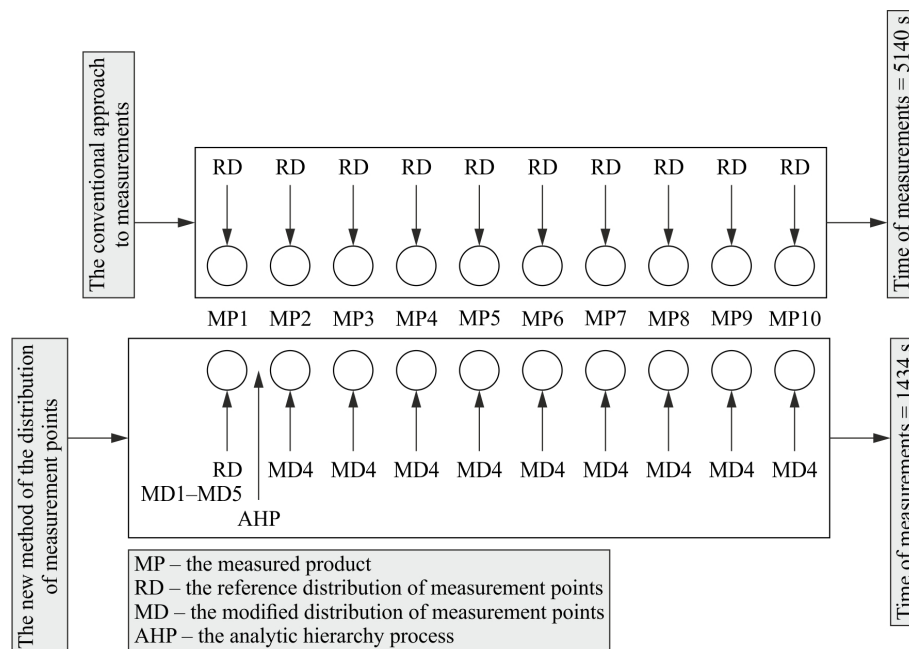 The conventional approach
to measurements
RD RD RD RD RD RD RD RD RD RD
Time of measurements = 5140 s
MP1 MP2 MP3 MP4 MP5 MP6 MP7 MP8 MP9 MP10
The new method of the distribution
of measurement points
RD MD4 MD4 MD4 MD4 MD4 MD4 MD4 MD4 MD4
MD1–MD5
AHP
Time of measurements = 1434 s
MP – the measured product
RD – the reference distribution of measurement points
MD – the modified distribution of measurement points
AHP – the analytic hierarchy process